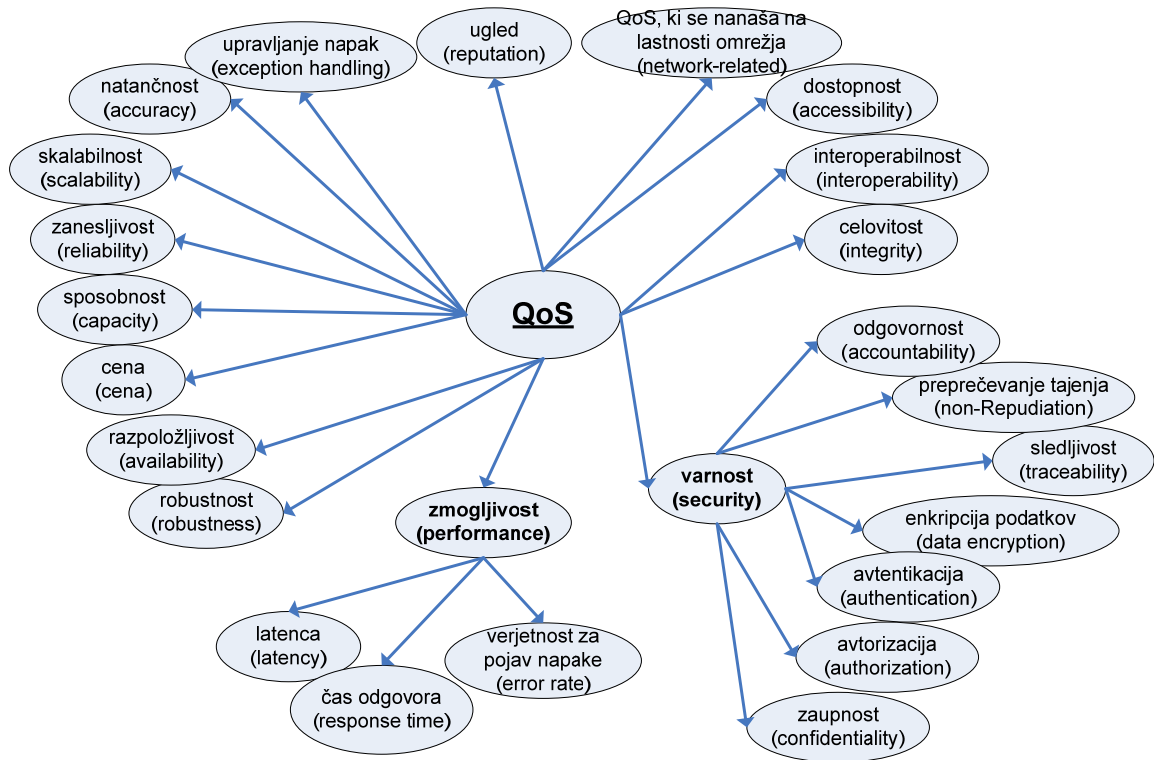 upravljanje napak
(exception handling)
ugled
(reputation)
QoS, ki se nanaša na
lastnosti omrežja
(network-related)
natančnost
(accuracy)
dostopnost
(accessibility)
skalabilnost
(scalability)
interoperabilnost
(interoperability)
zanesljivost
(reliability)
celovitost
(integrity)
sposobnost
(capacity)
QoS
cena
(cena)
odgovornost
(accountability)
preprečevanje tajenja
(non-Repudiation)
razpoložljivost
(availability)
sledljivost
(traceability)
robustnost
(robustness)
zmogljivost
(performance)
varnost
(security)
enkripcija podatkov
(data encryption)
avtentikacija
(authentication)
latenca
(latency)
verjetnost za
pojav napake
(error rate)
avtorizacija
(authorization)
čas odgovora
(response time)
zaupnost
(confidentiality)